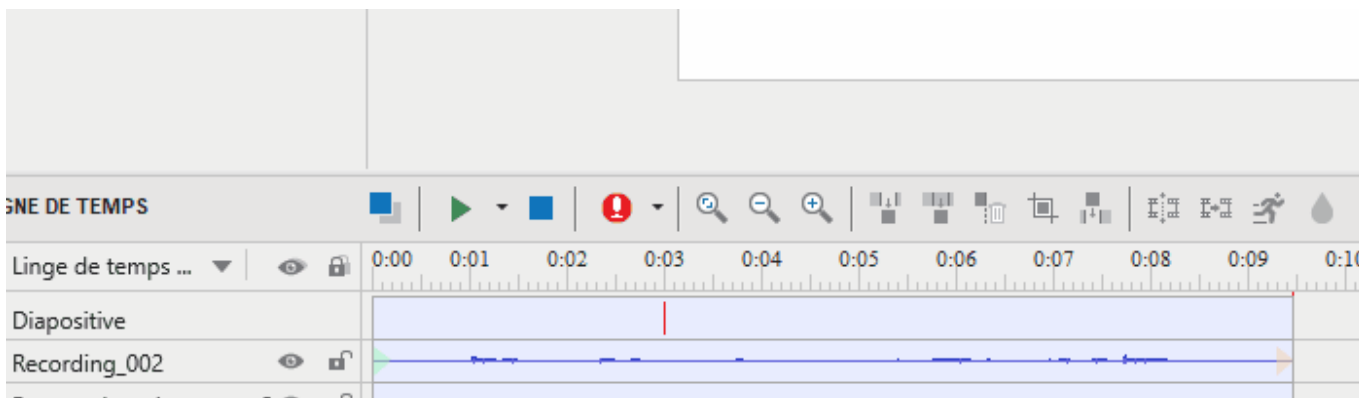 GNE DE TEMPS
Linge de temps ... 0:00 0:01 0:02 0:03 0:04 0:05 0:06 0:07 0:08 0:09 0:10
Diapositive
Recording_002